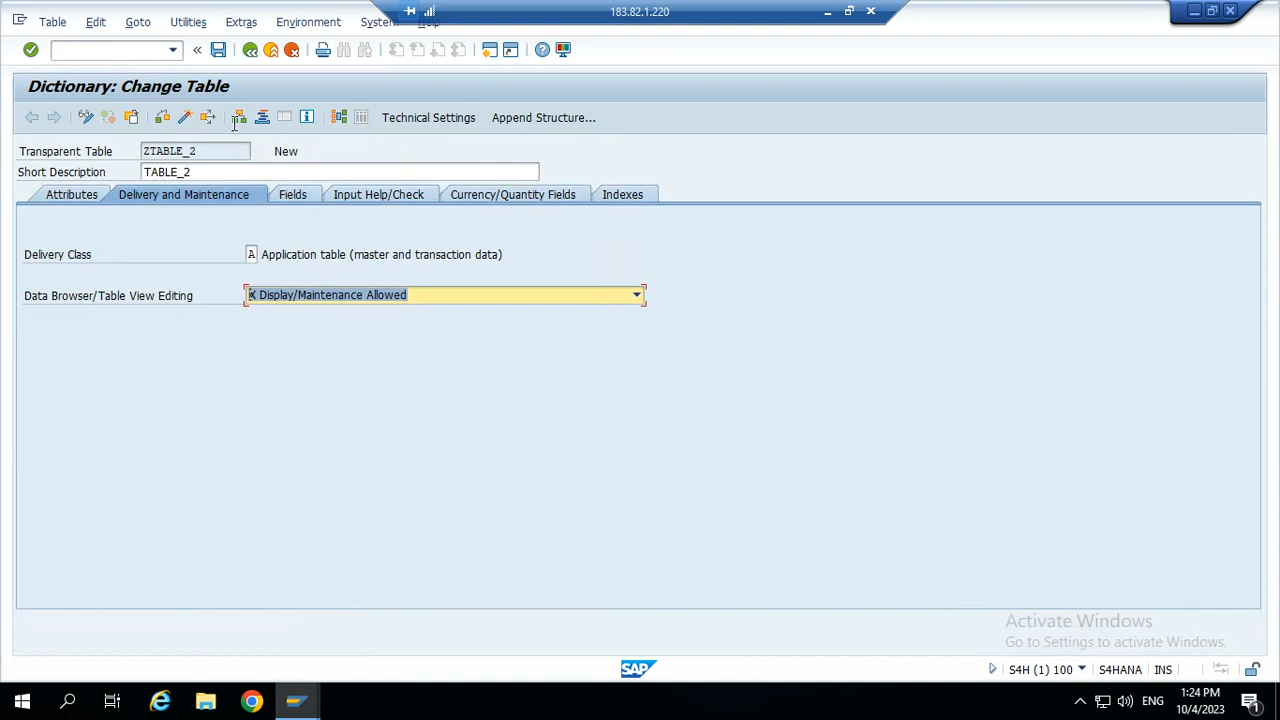 183.82.1.220
Table Edit Goto Utilities Extras Environment System Help
Dictionary: Change Table
Technical Settings Append Structure...
Transparent Table ZTABLE_2 New
Short Description TABLE_2
Attributes Delivery and Maintenance Fields Input Help/Check Currency/Quantity Fields Indexes
Delivery Class A Application table (master and transaction data)
Data Browser/Table View Editing X Display/Maintenance Allowed
Activate Windows
Go to Settings to activate Windows.
SAP S4H (1) 100 S4HANA INS
ENG 1:24 PM
10/4/2023
1